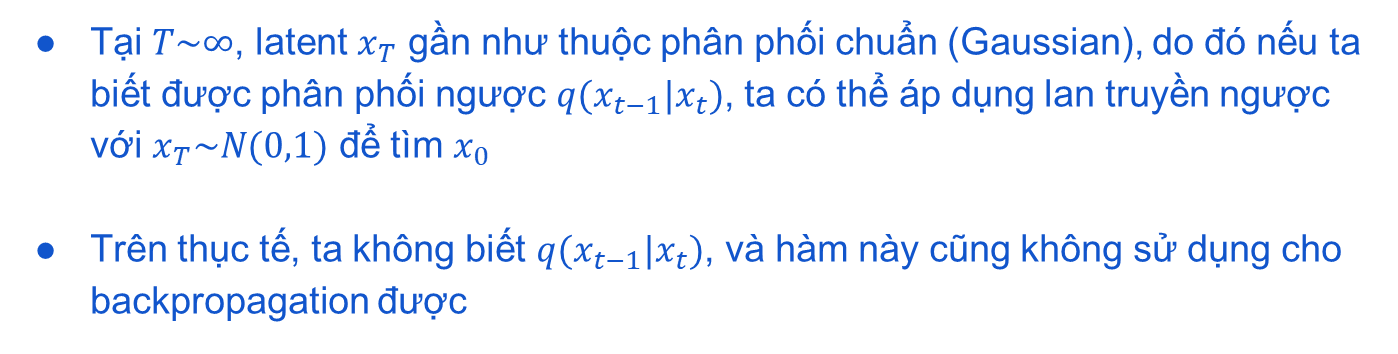 ● Tại 𝑇~∞, latent 𝑥_𝑇 gần như thuộc phân phối chuẩn (Gaussian), do đó nếu ta
biết được phân phối ngược 𝑞(𝑥_{𝑡−1}|𝑥_𝑡), ta có thể áp dụng lan truyền ngược
với 𝑥_𝑇~𝑁(0,1) để tìm 𝑥_0
● Trên thực tế, ta không biết 𝑞(𝑥_{𝑡−1}|𝑥_𝑡), và hàm này cũng không sử dụng cho
backpropagation được